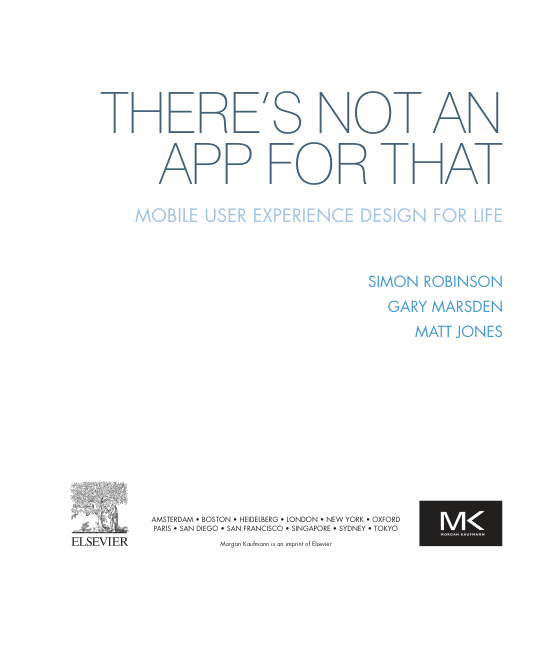 THERE'S NOT AN
APP FOR THAT
MOBILE USER EXPERIENCE DESIGN FOR LIFE
SIMON ROBINSON
GARY MARSDEN
MATT JONES
ELSEVIER
AMSTERDAM • BOSTON • HEIDELBERG • LONDON • NEW YORK • OXFORD
PARIS • SAN DIEGO • SAN FRANCISCO • SINGAPORE • SYDNEY • TOKYO
Morgan Kaufmann is an imprint of Elsevier
MK
MORGAN KAUFMANN